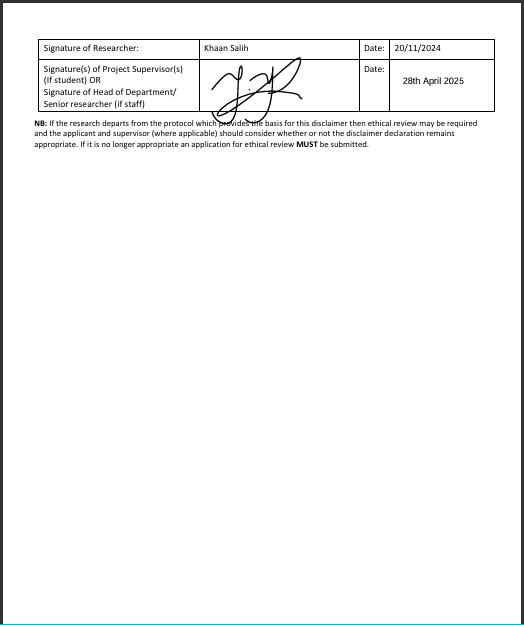 Signature of Researcher: Khaan Salih Date: 20/11/2024
Signature(s) of Project Supervisor(s)
(If student) OR
Signature of Head of Department/
Senior researcher (if staff)
Date:
28th April 2025
NB: If the research departs from the protocol which provides the basis for this disclaimer then ethical review may be required
and the applicant and supervisor (where applicable) should consider whether or not the disclaimer declaration remains
appropriate. If it is no longer appropriate an application for ethical review MUST be submitted.